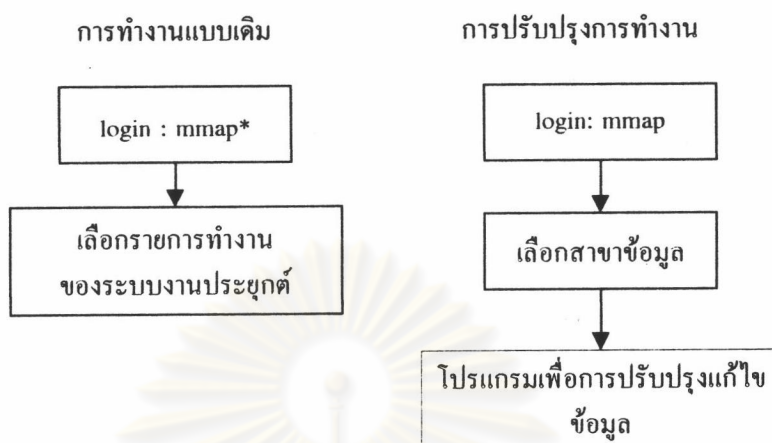 การทำงานแบบเดิม
login : mmap*
เลือกรายการทำงาน
ของระบบงานประยุกต์
การปรับปรุงการทำงาน
login: mmap
เลือกสาขาข้อมูล
โปรแกรมเพื่อการปรับปรุงแก้ไข
ข้อมูล